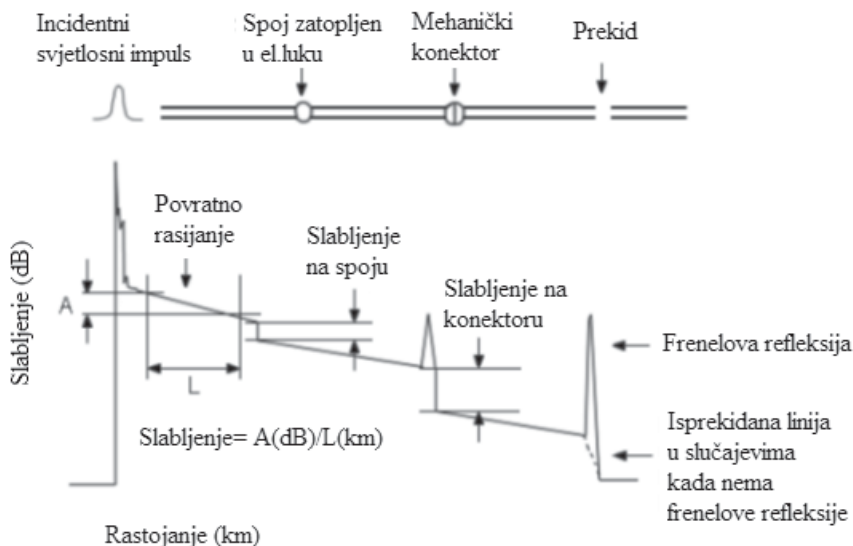 Incidentni
svjetlosni impuls
Spoj zatopljen
u el.luku
Mehanički
konektor
Prekid
Povratno
rasijanje
Slabljenje
na spoju
Slabljenje na
konektoru
Slabljenje (dB)
A
L
Frenelova refleksija
Slabljenje= A(dB)/L(km)
Isprekidana linija
u slučajevima
kada nema
frenelove refleksije
Rastojanje (km)